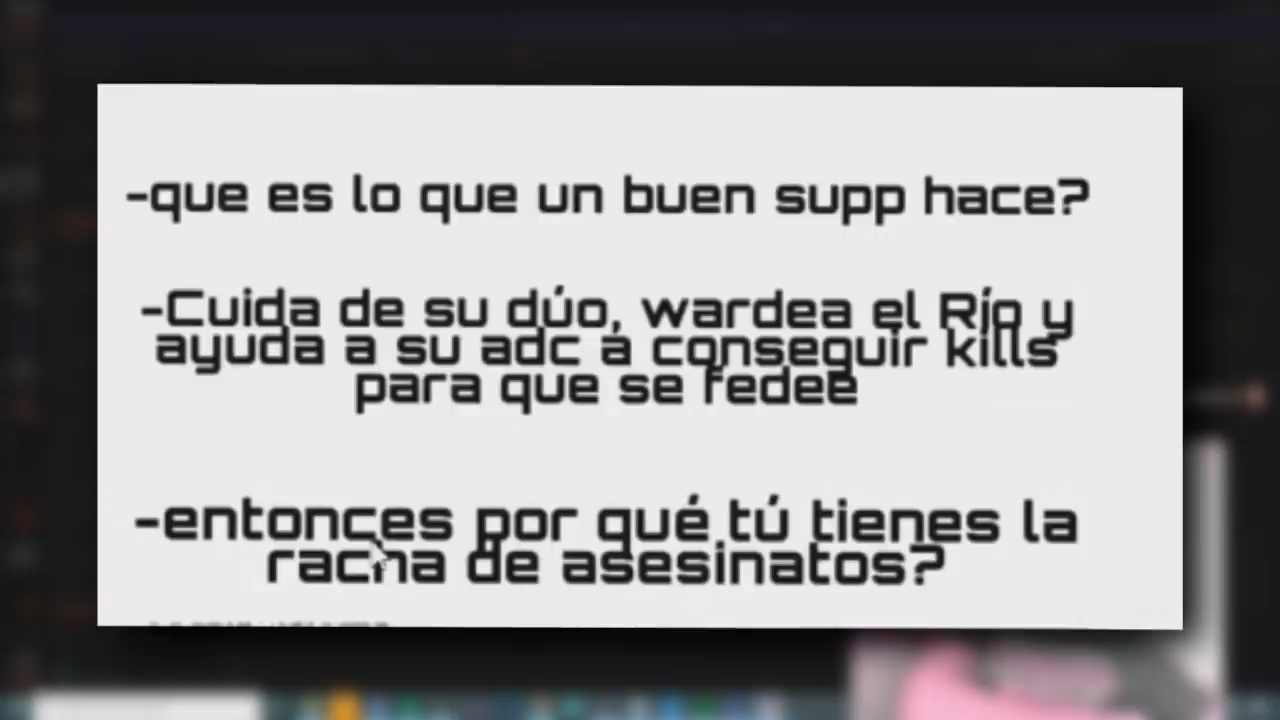 -que es lo que un buen supp hace?
-Cuida de su dúo, wardea el Río y
ayuda a su adc a conseguir kills
para que se fedee
-entonces por qué tú tienes la
racha de asesinatos?